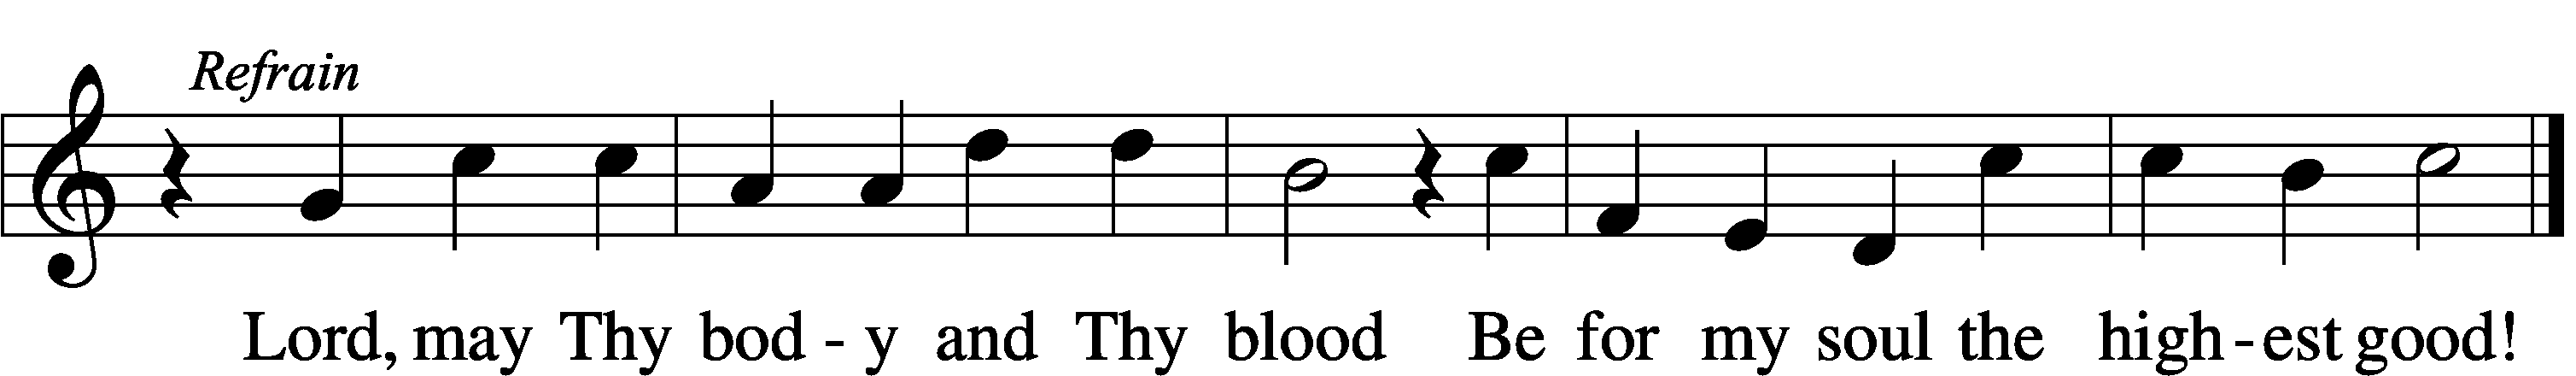 Refrain
Lord, may Thy bod - y and Thy blood Be for my soul the high - est good!